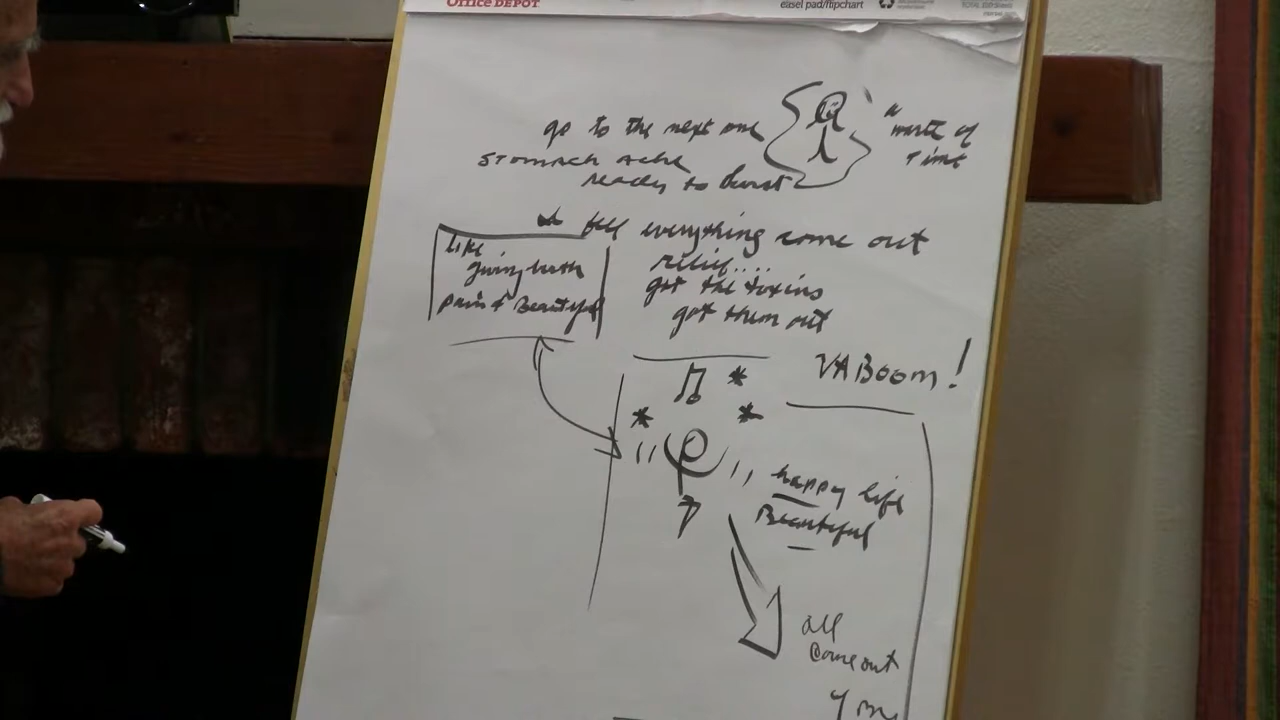 Office DEPOT
easel pad/flipchart
go to the next one
stomach ache
ready to burst
" waste of
Time
feel everything come out
relief....
got the toxins
got them out
like
giving birth
pain & Beautiful
VABoom!
happy life
Beautiful
all
come out